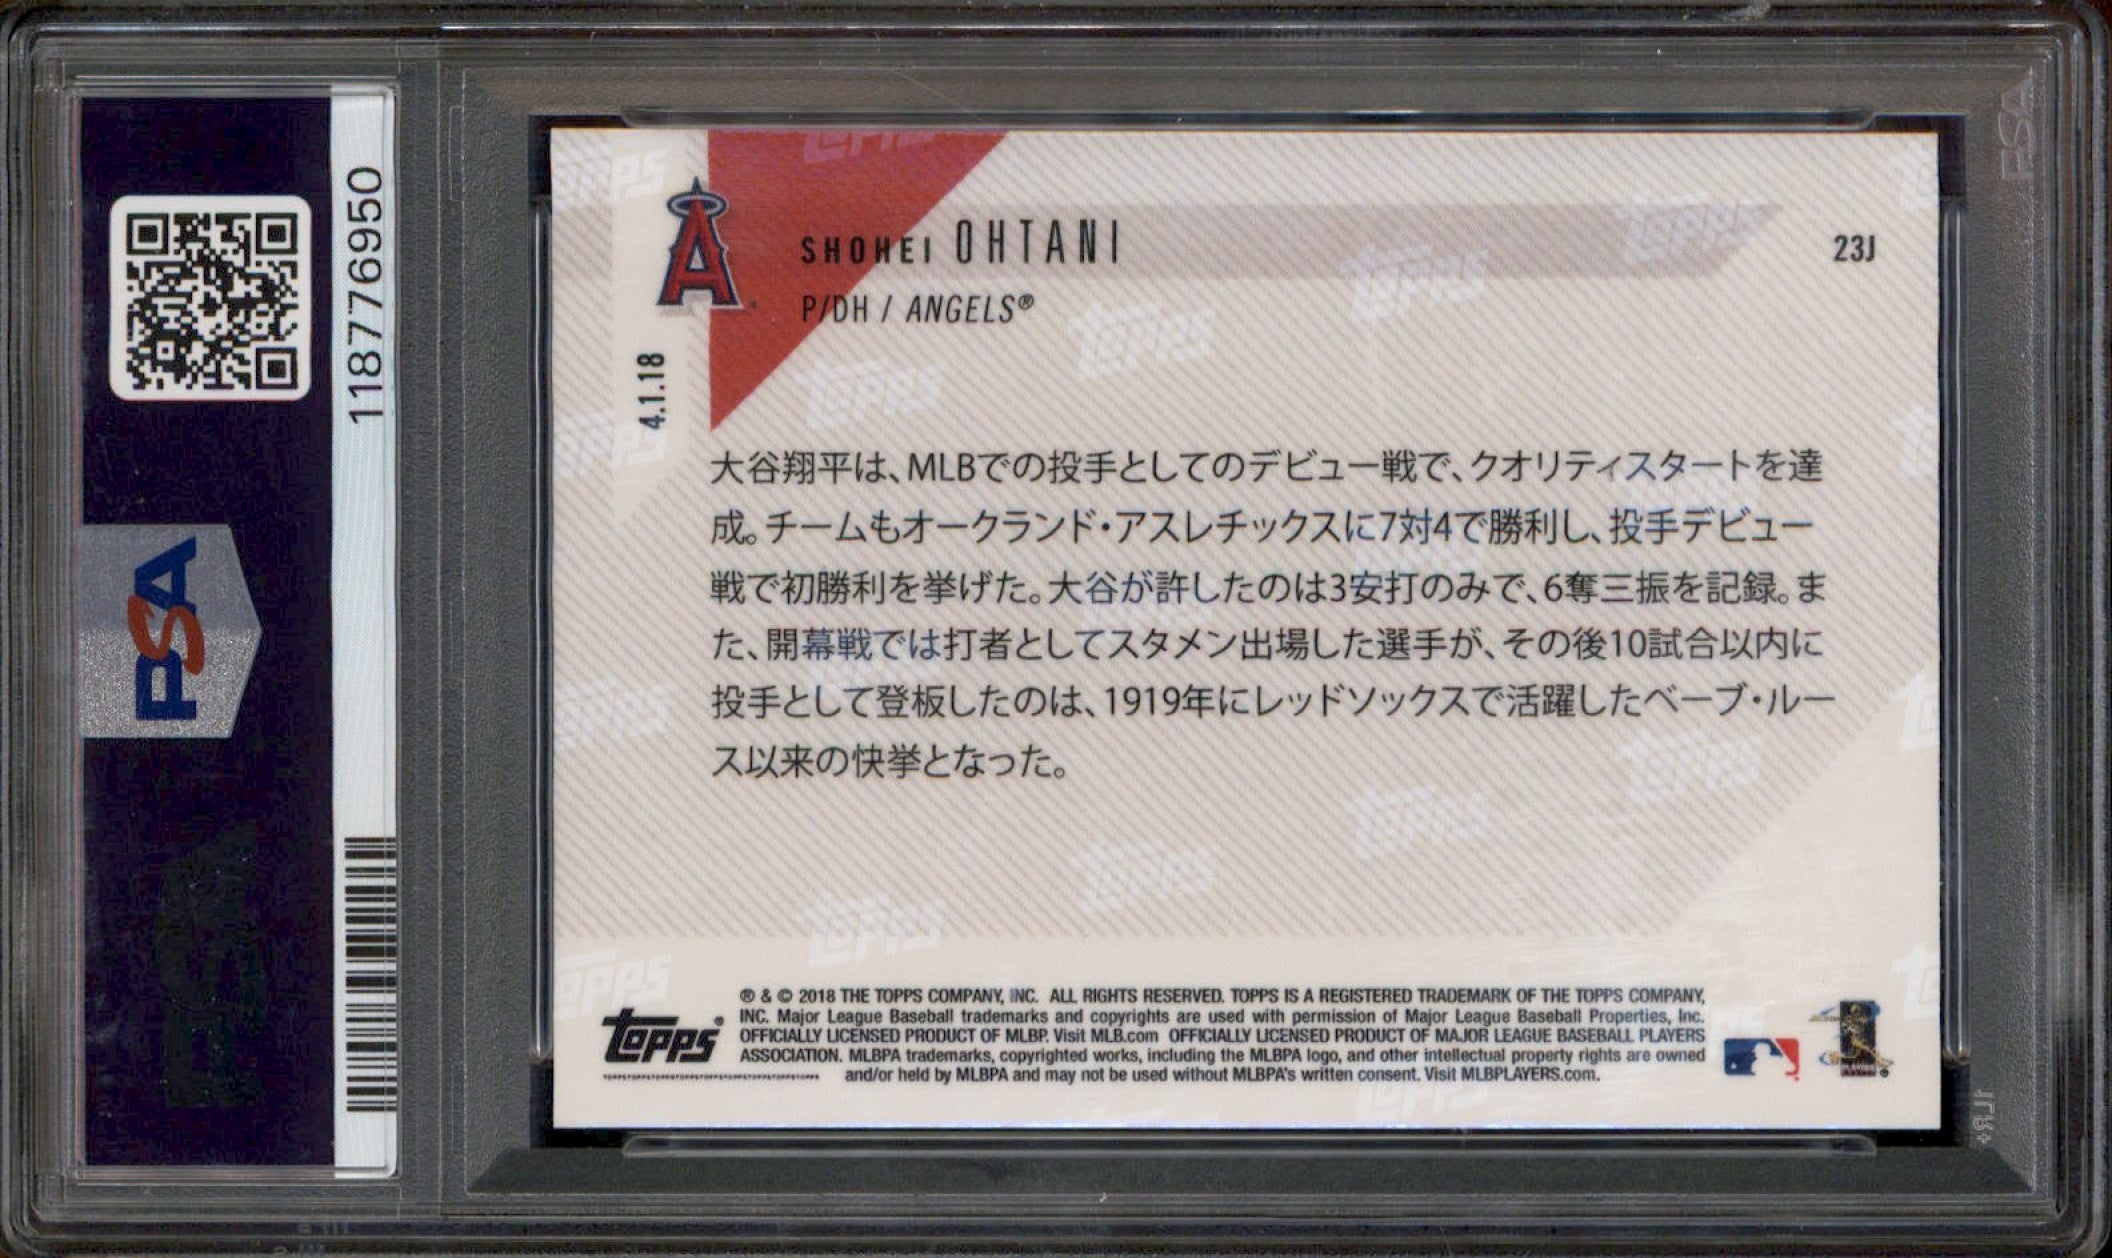 118776950
PSA
SHOHEI OHTANI
23J
P/DH / ANGELS®
4.1.18
大谷翔平は、MLBでの投手としてのデビュー戦で、クオリティスタートを達
成。チームもオークランド・アスレチックスに7対4で勝利し、投手デビュー
戦で初勝利を挙げた。大谷が許したのは3安打のみで、6奪三振を記録。ま
た、開幕戦では打者としてスタメン出場した選手が、その後10試合以内に
投手として登板したのは、1919年にレッドソックスで活躍したベーブ・ルー
ス以来の快挙となった。
® & © 2018 THE TOPPS COMPANY, INC. ALL RIGHTS RESERVED. TOPPS IS A REGISTERED TRADEMARK OF THE TOPPS COMPANY,
INC. Major League Baseball trademarks and copyrights are used with permission of Major League Baseball Properties, Inc.
OFFICIALLY LICENSED PRODUCT OF MLBP. Visit MLB.com OFFICIALLY LICENSED PRODUCT OF MAJOR LEAGUE BASEBALL PLAYERS
ASSOCIATION. MLBPA trademarks, copyrighted works, including the MLBPA logo, and other intellectual property rights are owned
and/or held by MLBPA and may not be used without MLBPA's written consent. Visit MLBPLAYERS.com.
topps®